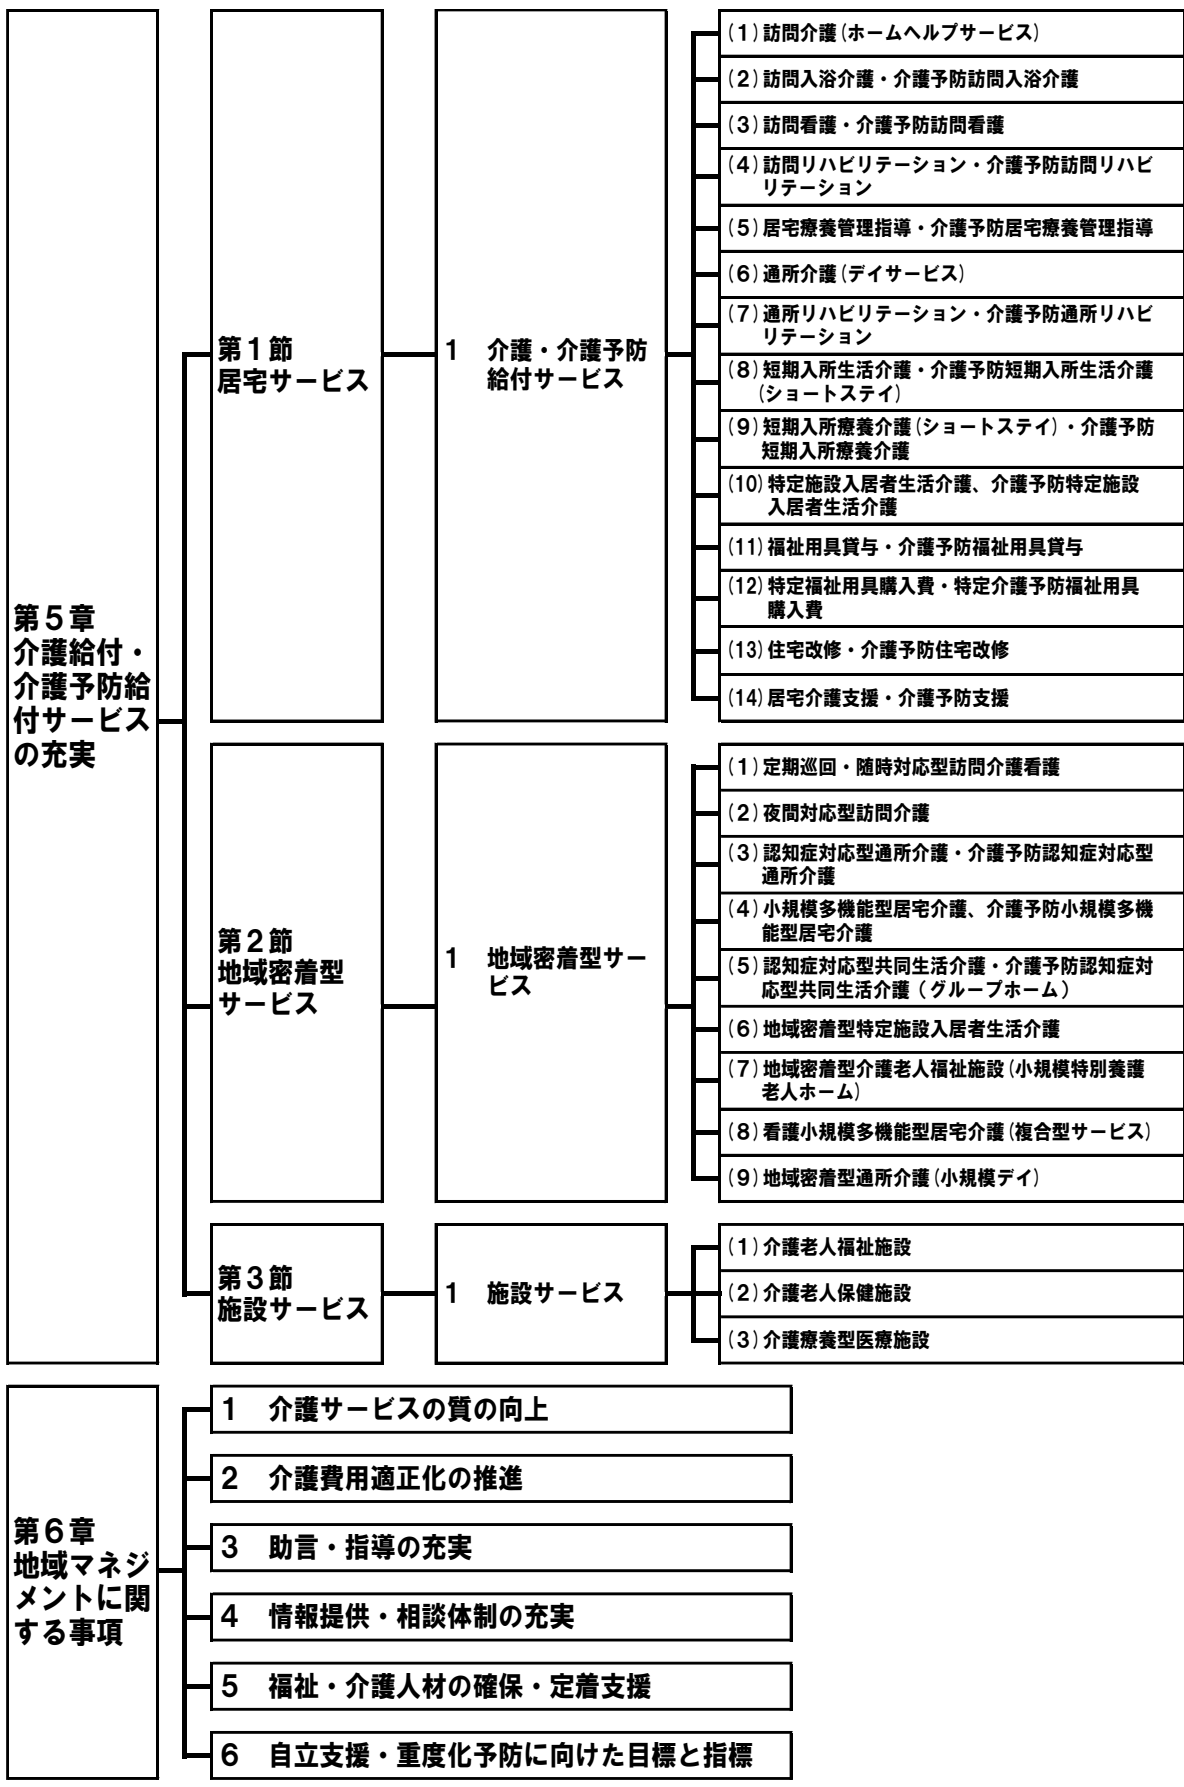 第５章
介護給付・
介護予防給
付サービス
の充実
第１節
居宅サービス
１　介護・介護予防
給付サービス
(１)訪問介護(ホームヘルプサービス)
(２)訪問入浴介護・介護予防訪問入浴介護
(３)訪問看護・介護予防訪問看護
(４)訪問リハビリテーション・介護予防訪問リハビ
リテーション
(５)居宅療養管理指導・介護予防居宅療養管理指導
(６)通所介護(デイサービス)
(７)通所リハビリテーション・介護予防通所リハビ
リテーション
(８)短期入所生活介護・介護予防短期入所生活介護
(ショートステイ)
(９)短期入所療養介護(ショートステイ)・介護予防
短期入所療養介護
(10)特定施設入居者生活介護、介護予防特定施設
入居者生活介護
(11)福祉用具貸与・介護予防福祉用具貸与
(12)特定福祉用具購入費・特定介護予防福祉用具
購入費
(13)住宅改修・介護予防住宅改修
(14)居宅介護支援・介護予防支援
第２節
地域密着型
サービス
１　地域密着型サー
ビス
(１)定期巡回・随時対応型訪問介護看護
(２)夜間対応型訪問介護
(３)認知症対応型通所介護・介護予防認知症対応型
通所介護
(４)小規模多機能型居宅介護、介護予防小規模多機
能型居宅介護
(５)認知症対応型共同生活介護・介護予防認知症対
応型共同生活介護（グループホーム）
(６)地域密着型特定施設入居者生活介護
(７)地域密着型介護老人福祉施設(小規模特別養護
老人ホーム)
(８)看護小規模多機能型居宅介護(複合型サービス)
(９)地域密着型通所介護(小規模デイ)
第３節
施設サービス
１　施設サービス
(１)介護老人福祉施設
(２)介護老人保健施設
(３)介護療養型医療施設
第６章
地域マネジ
メントに関
する事項
１　介護サービスの質の向上
２　介護費用適正化の推進
３　助言・指導の充実
４　情報提供・相談体制の充実
５　福祉・介護人材の確保・定着支援
６　自立支援・重度化予防に向けた目標と指標